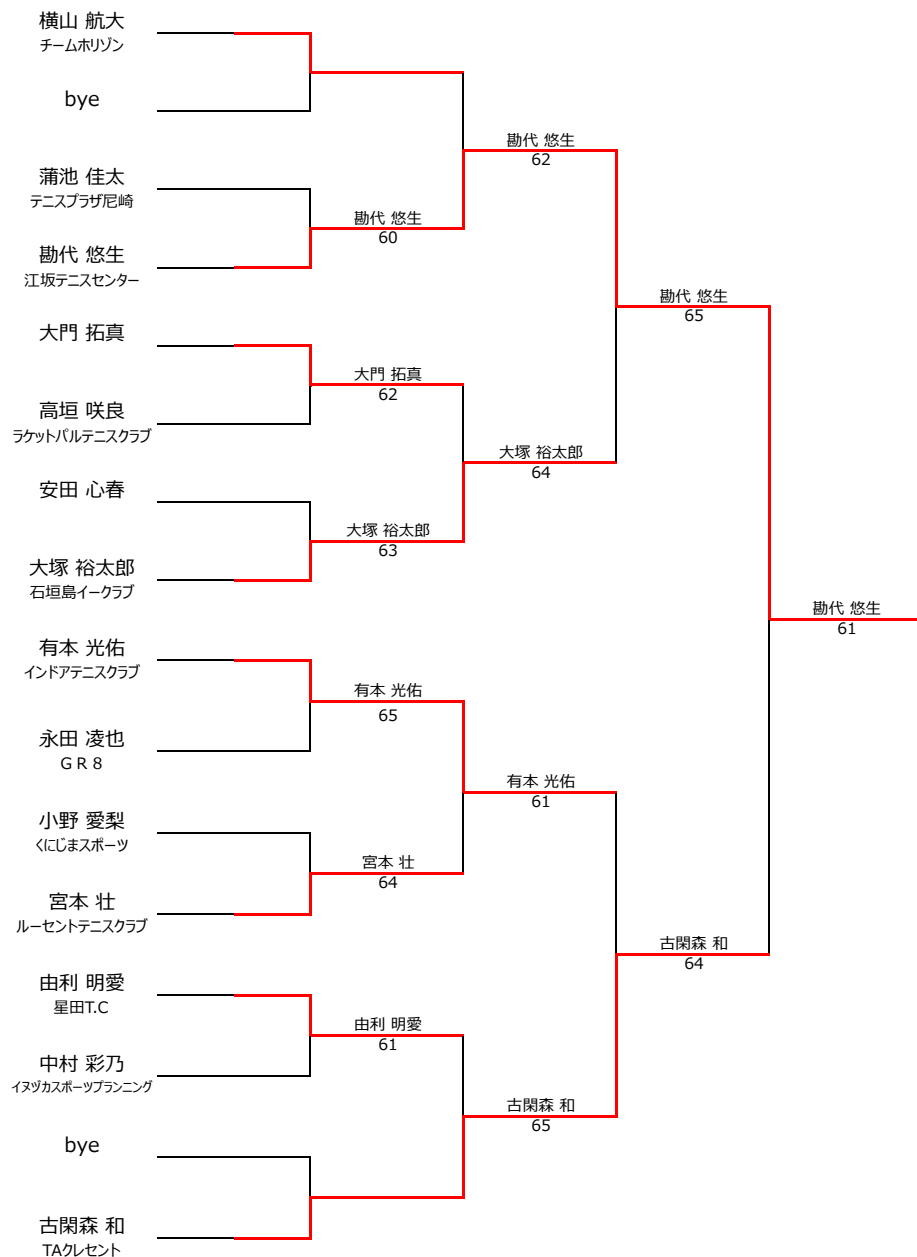 横山 航大
チームホリゾン
bye
蒲池 佳太
テニスプラザ尼崎
勘代 悠生
江坂テニスセンター
大門 拓真
高垣 咲良
ラケットパルテニスクラブ
安田 心春
大塚 裕太郎
石垣島イークラブ
有本 光佑
インドアテニスクラブ
永田 凌也
ＧＲ８
小野 愛梨
くにじまスポーツ
宮本 壮
ルーセントテニスクラブ
由利 明愛
星田T.C
中村 彩乃
イヌヅカスポーツプランニング
bye
古閑森 和
TAクレセント
勘代 悠生
60
大門 拓真
62
大塚 裕太郎
63
有本 光佑
65
宮本 壮
64
由利 明愛
61
勘代 悠生
62
大塚 裕太郎
64
有本 光佑
61
古閑森 和
65
勘代 悠生
65
古閑森 和
64
勘代 悠生
61